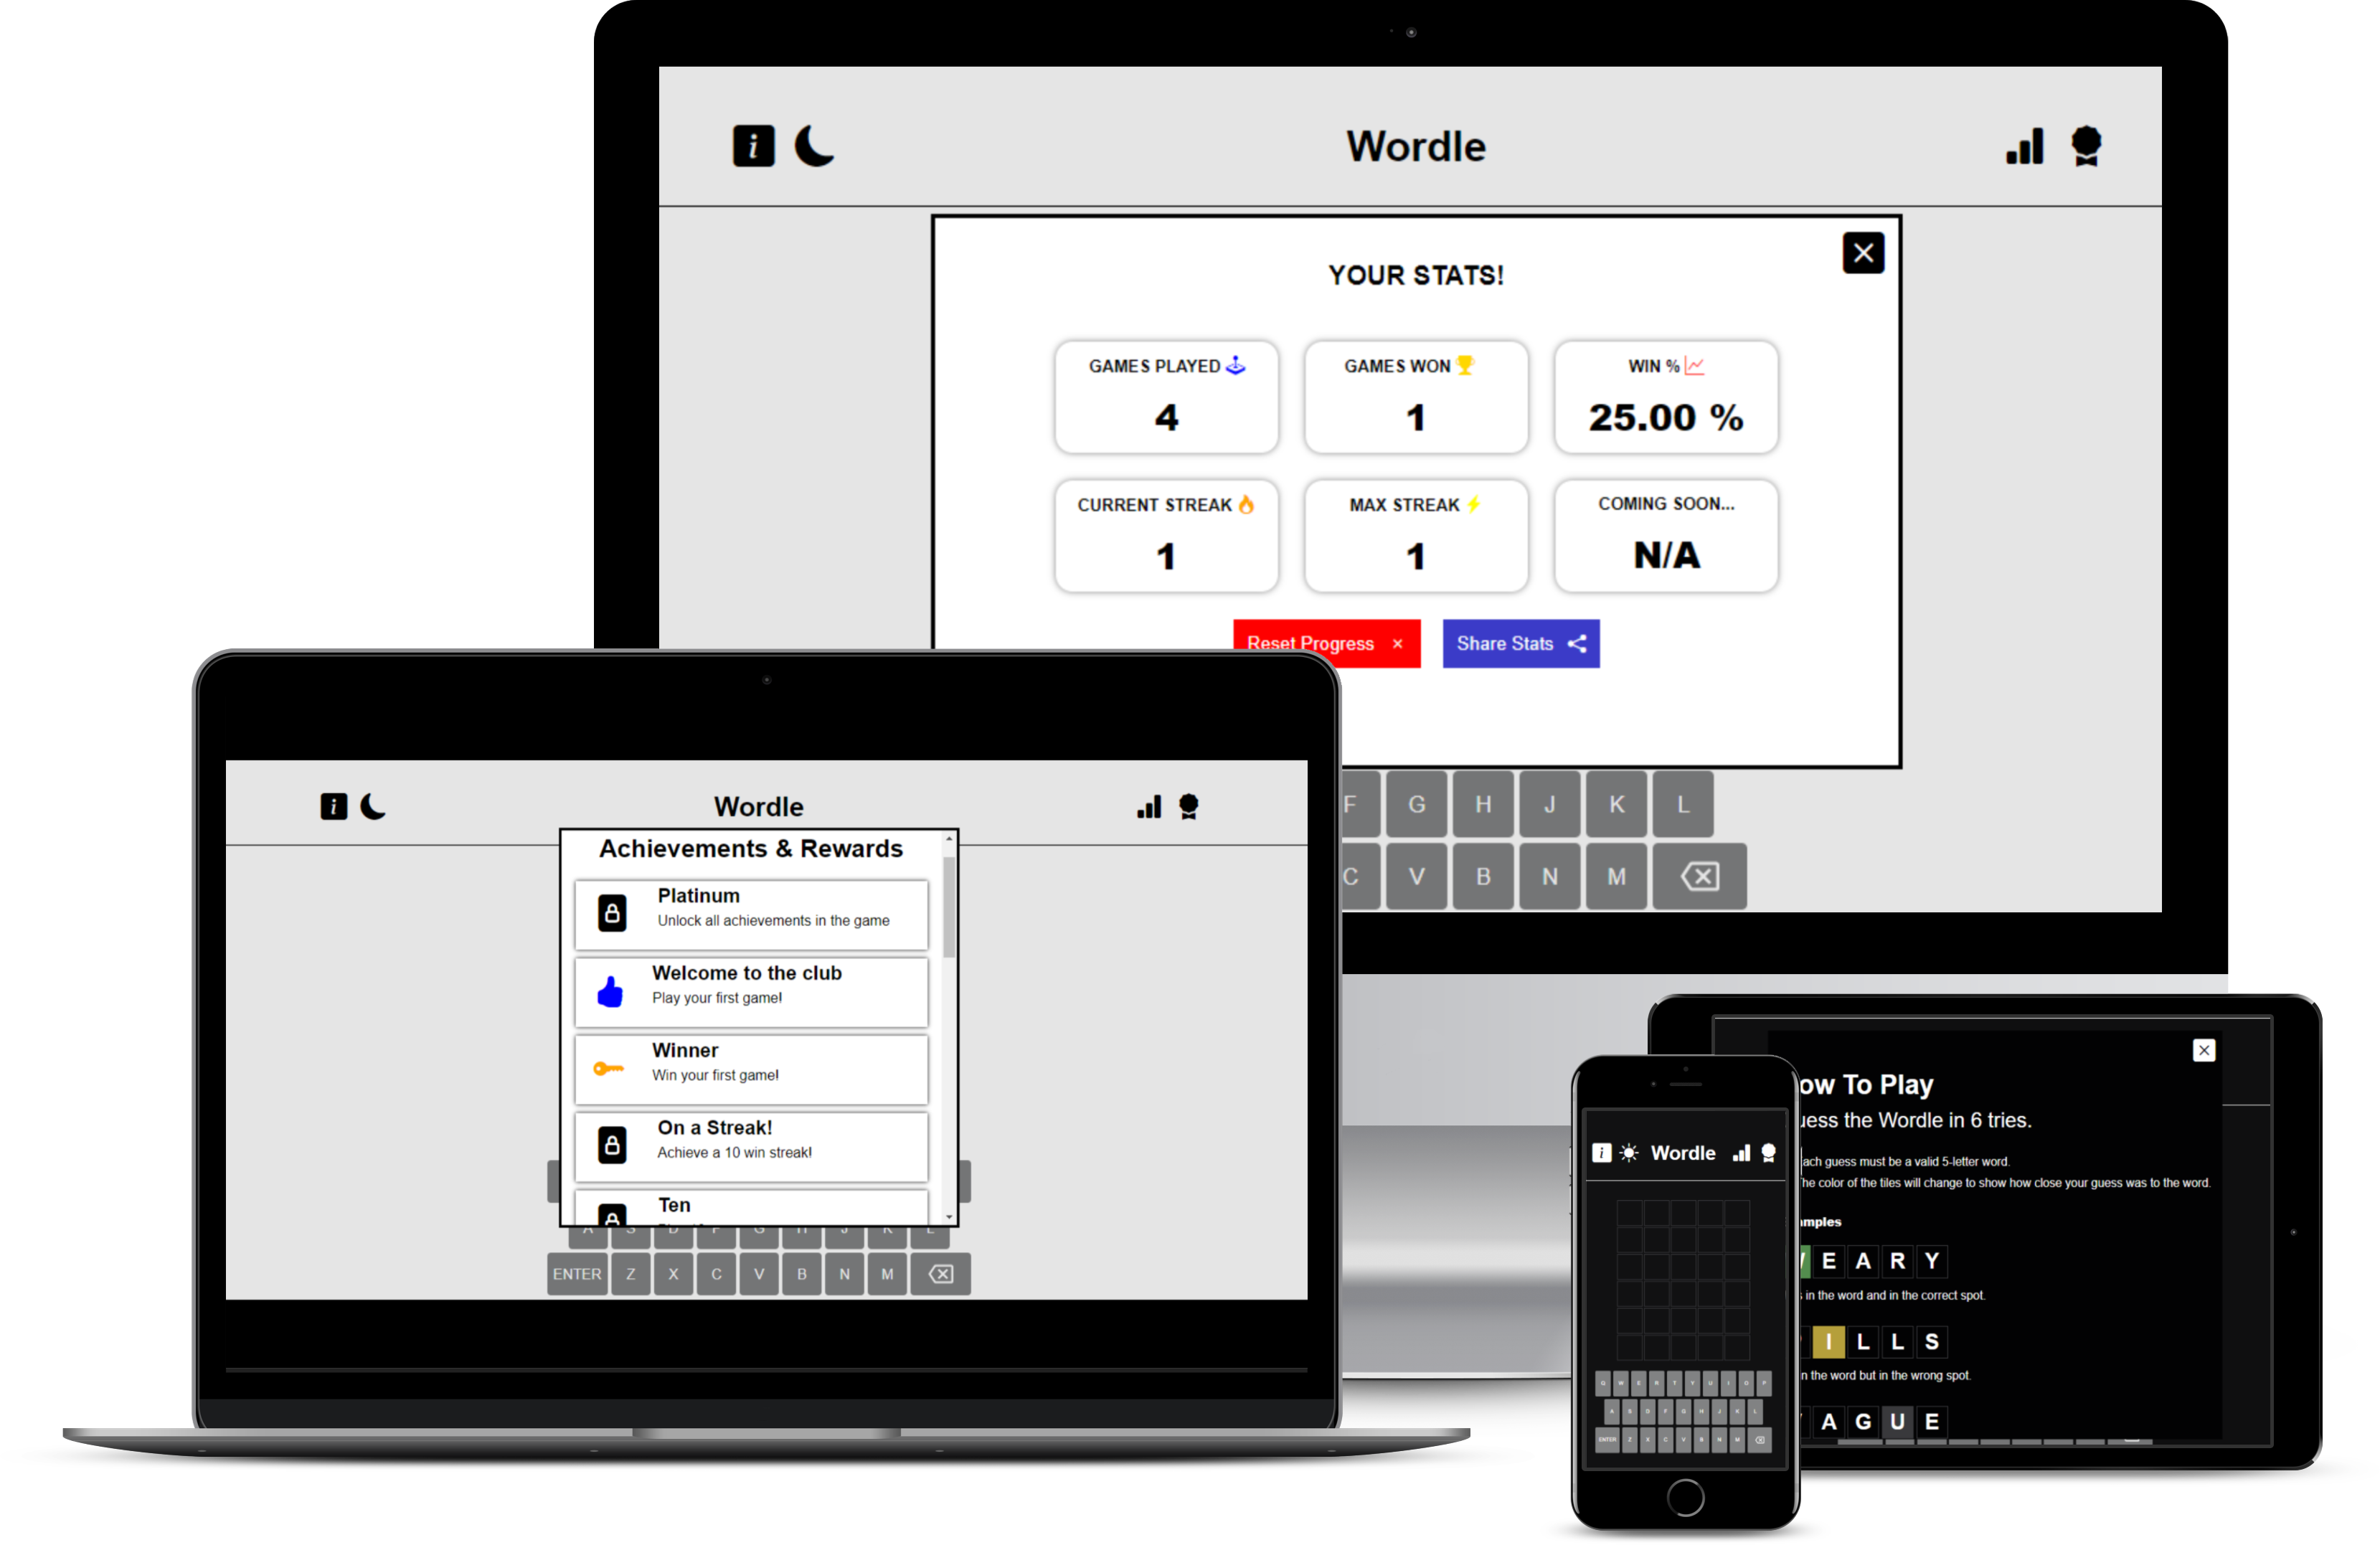 Wordle
YOUR STATS!
GAMES PLAYED
4
GAMES WON
1
WIN %
25.00 %
CURRENT STREAK
1
MAX STREAK
1
COMING SOON...
N/A
Reset Progress ×
Share Stats
F G H J K L
C V B N M
Wordle
Achievements & Rewards
Platinum
Unlock all achievements in the game
Welcome to the club
Play your first game!
Winner
Win your first game!
On a Streak!
Achieve a 10 win streak!
Ten
A S D F G H J K L
ENTER Z X C V B N M
Wordle
Q W E R T Y U I O P
A S D F G H J K L
ENTER Z X C V B N M
ow To Play
uess the Wordle in 6 tries.
ach guess must be a valid 5-letter word.
he color of the tiles will change to show how close your guess was to the word.
amples
E A R Y
in the word and in the correct spot.
I L L S
n the word but in the wrong spot.
A G U E